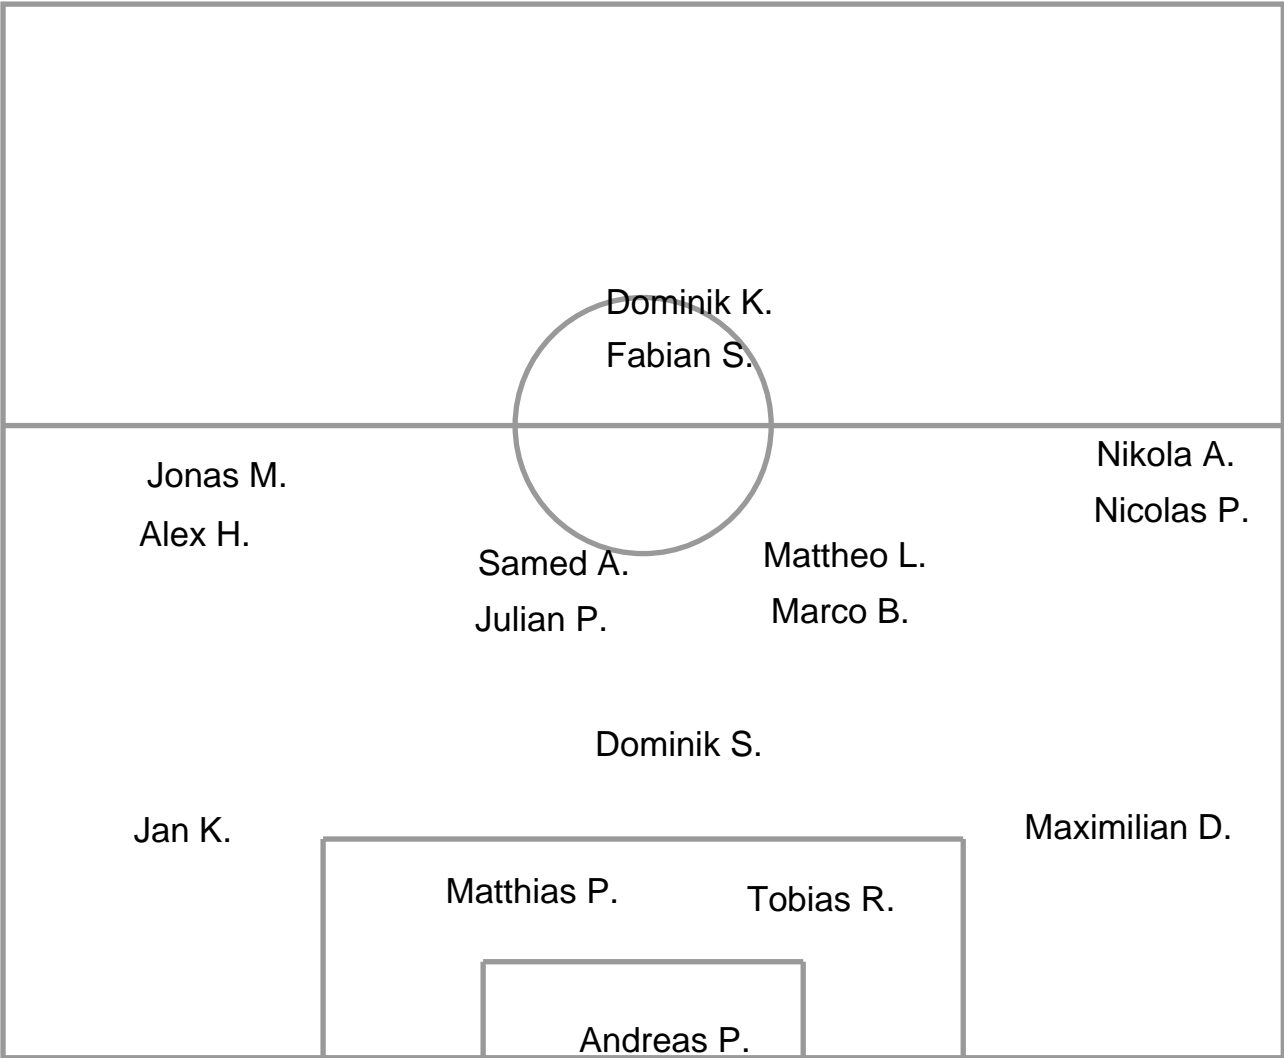 Dominik K.
Fabian S.
Nikola A.
Jonas M.
Nicolas P.
Alex H.
Mattheo L.
Samed A.
Marco B.
Julian P.
Dominik S.
Maximilian D.
Jan K.
Matthias P.
Tobias R.
Andreas P.